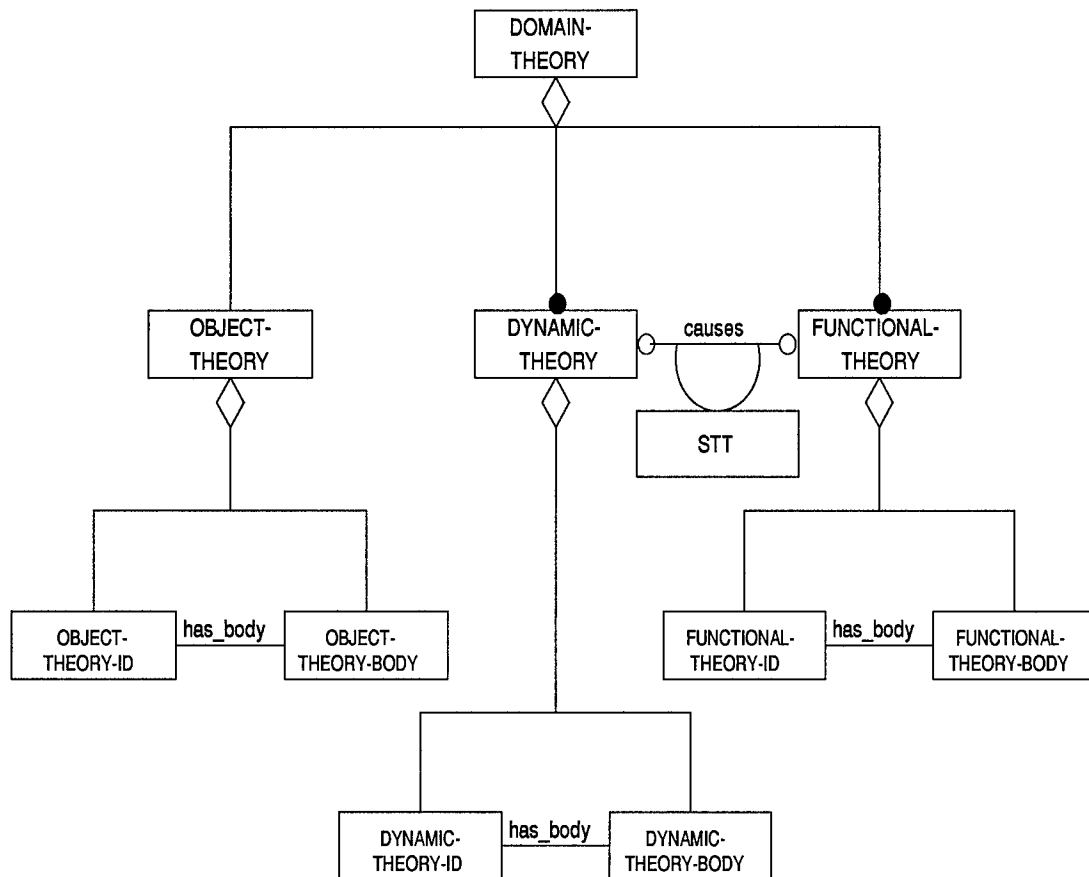 DOMAIN-
THEORY
OBJECT-
THEORY
DYNAMIC-
THEORY
causes
FUNCTIONAL-
THEORY
STT
OBJECT-
THEORY-ID
has_body
OBJECT-
THEORY-BODY
FUNCTIONAL-
THEORY-ID
has_body
FUNCTIONAL-
THEORY-BODY
DYNAMIC-
THEORY-ID
has_body
DYNAMIC-
THEORY-BODY